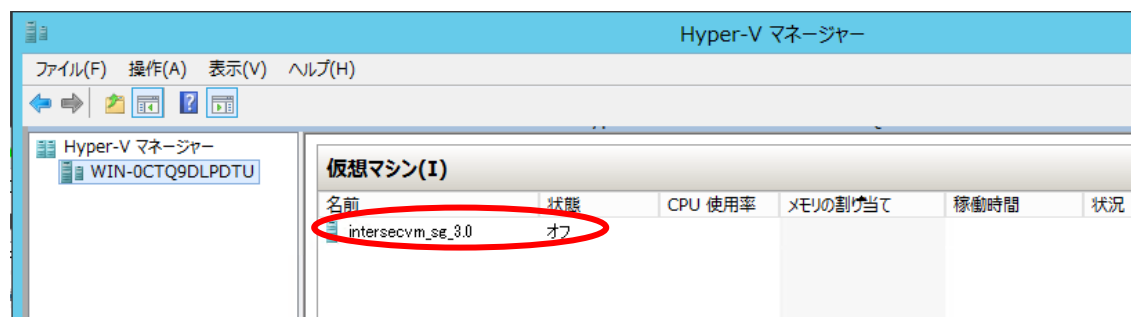 Hyper-V マネージャー
ファイル(F) 操作(A) 表示(V) ヘルプ(H)
Hyper-V マネージャー
WIN-0CTQ9DLPDTU
仮想マシン(I)
名前 状態 CPU 使用率 メモリの割り当て 稼働時間 状況
intersecvm_sg_3.0 オフ